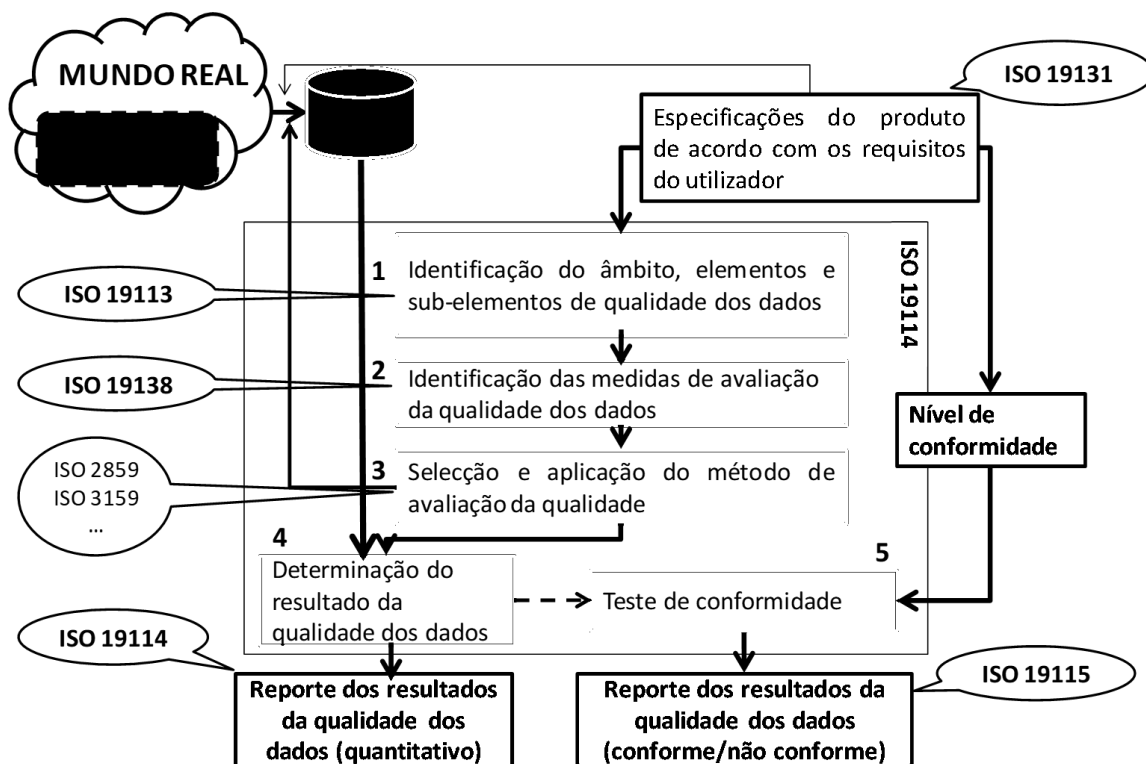 MUNDO REAL
ISO 19131
Especificações do produto
de acordo com os requisitos
do utilizador
ISO 19114
1
Identificação do âmbito, elementos e
sub-elementos de qualidade dos dados
ISO 19113
2
Identificação das medidas de avaliação
da qualidade dos dados
ISO 19138
Nível de
conformidade
3
Selecção e aplicação do método de
avaliação da qualidade
ISO 2859
ISO 3159
...
4
Determinação do
resultado da
qualidade dos dados
5
Teste de conformidade
ISO 19114
ISO 19115
Reporte dos resultados
da qualidade dos
dados (quantitativo)
Reporte dos resultados da
qualidade dos dados
(conforme/não conforme)